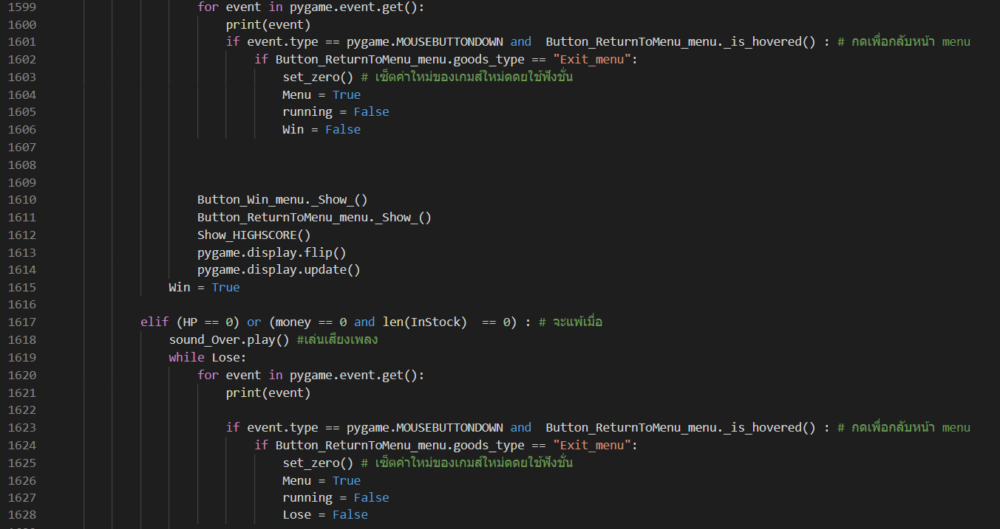 1599 for event in pygame.event.get():
1600 print(event)
1601 if event.type == pygame.MOUSEBUTTONDOWN and  Button_ReturnToMenu_menu._is_hovered() : # กดเพื่อกลับหน้า menu
1602 if Button_ReturnToMenu_menu.goods_type == "Exit_menu":
1603 set_zero() # เซ็ตค่าใหม่ของเกมส์ใหม่ดดยใช้ฟังชั่น
1604 Menu = True
1605 running = False
1606 Win = False
1607
1608
1609
1610 Button_Win_menu._Show_()
1611 Button_ReturnToMenu_menu._Show_()
1612 Show_HIGHSCORE()
1613 pygame.display.flip()
1614 pygame.display.update()
1615 Win = True
1616
1617 elif (HP == 0) or (money == 0 and len(InStock)  == 0) : # จะแพ้เมื่อ
1618 sound_Over.play() #เล่นเสียงเพลง
1619 while Lose:
1620 for event in pygame.event.get():
1621 print(event)
1622
1623 if event.type == pygame.MOUSEBUTTONDOWN and  Button_ReturnToMenu_menu._is_hovered() : # กดเพื่อกลับหน้า menu
1624 if Button_ReturnToMenu_menu.goods_type == "Exit_menu":
1625 set_zero() # เซ็ตค่าใหม่ของเกมส์ใหม่ดดยใช้ฟังชั่น
1626 Menu = True
1627 running = False
1628 Lose = False